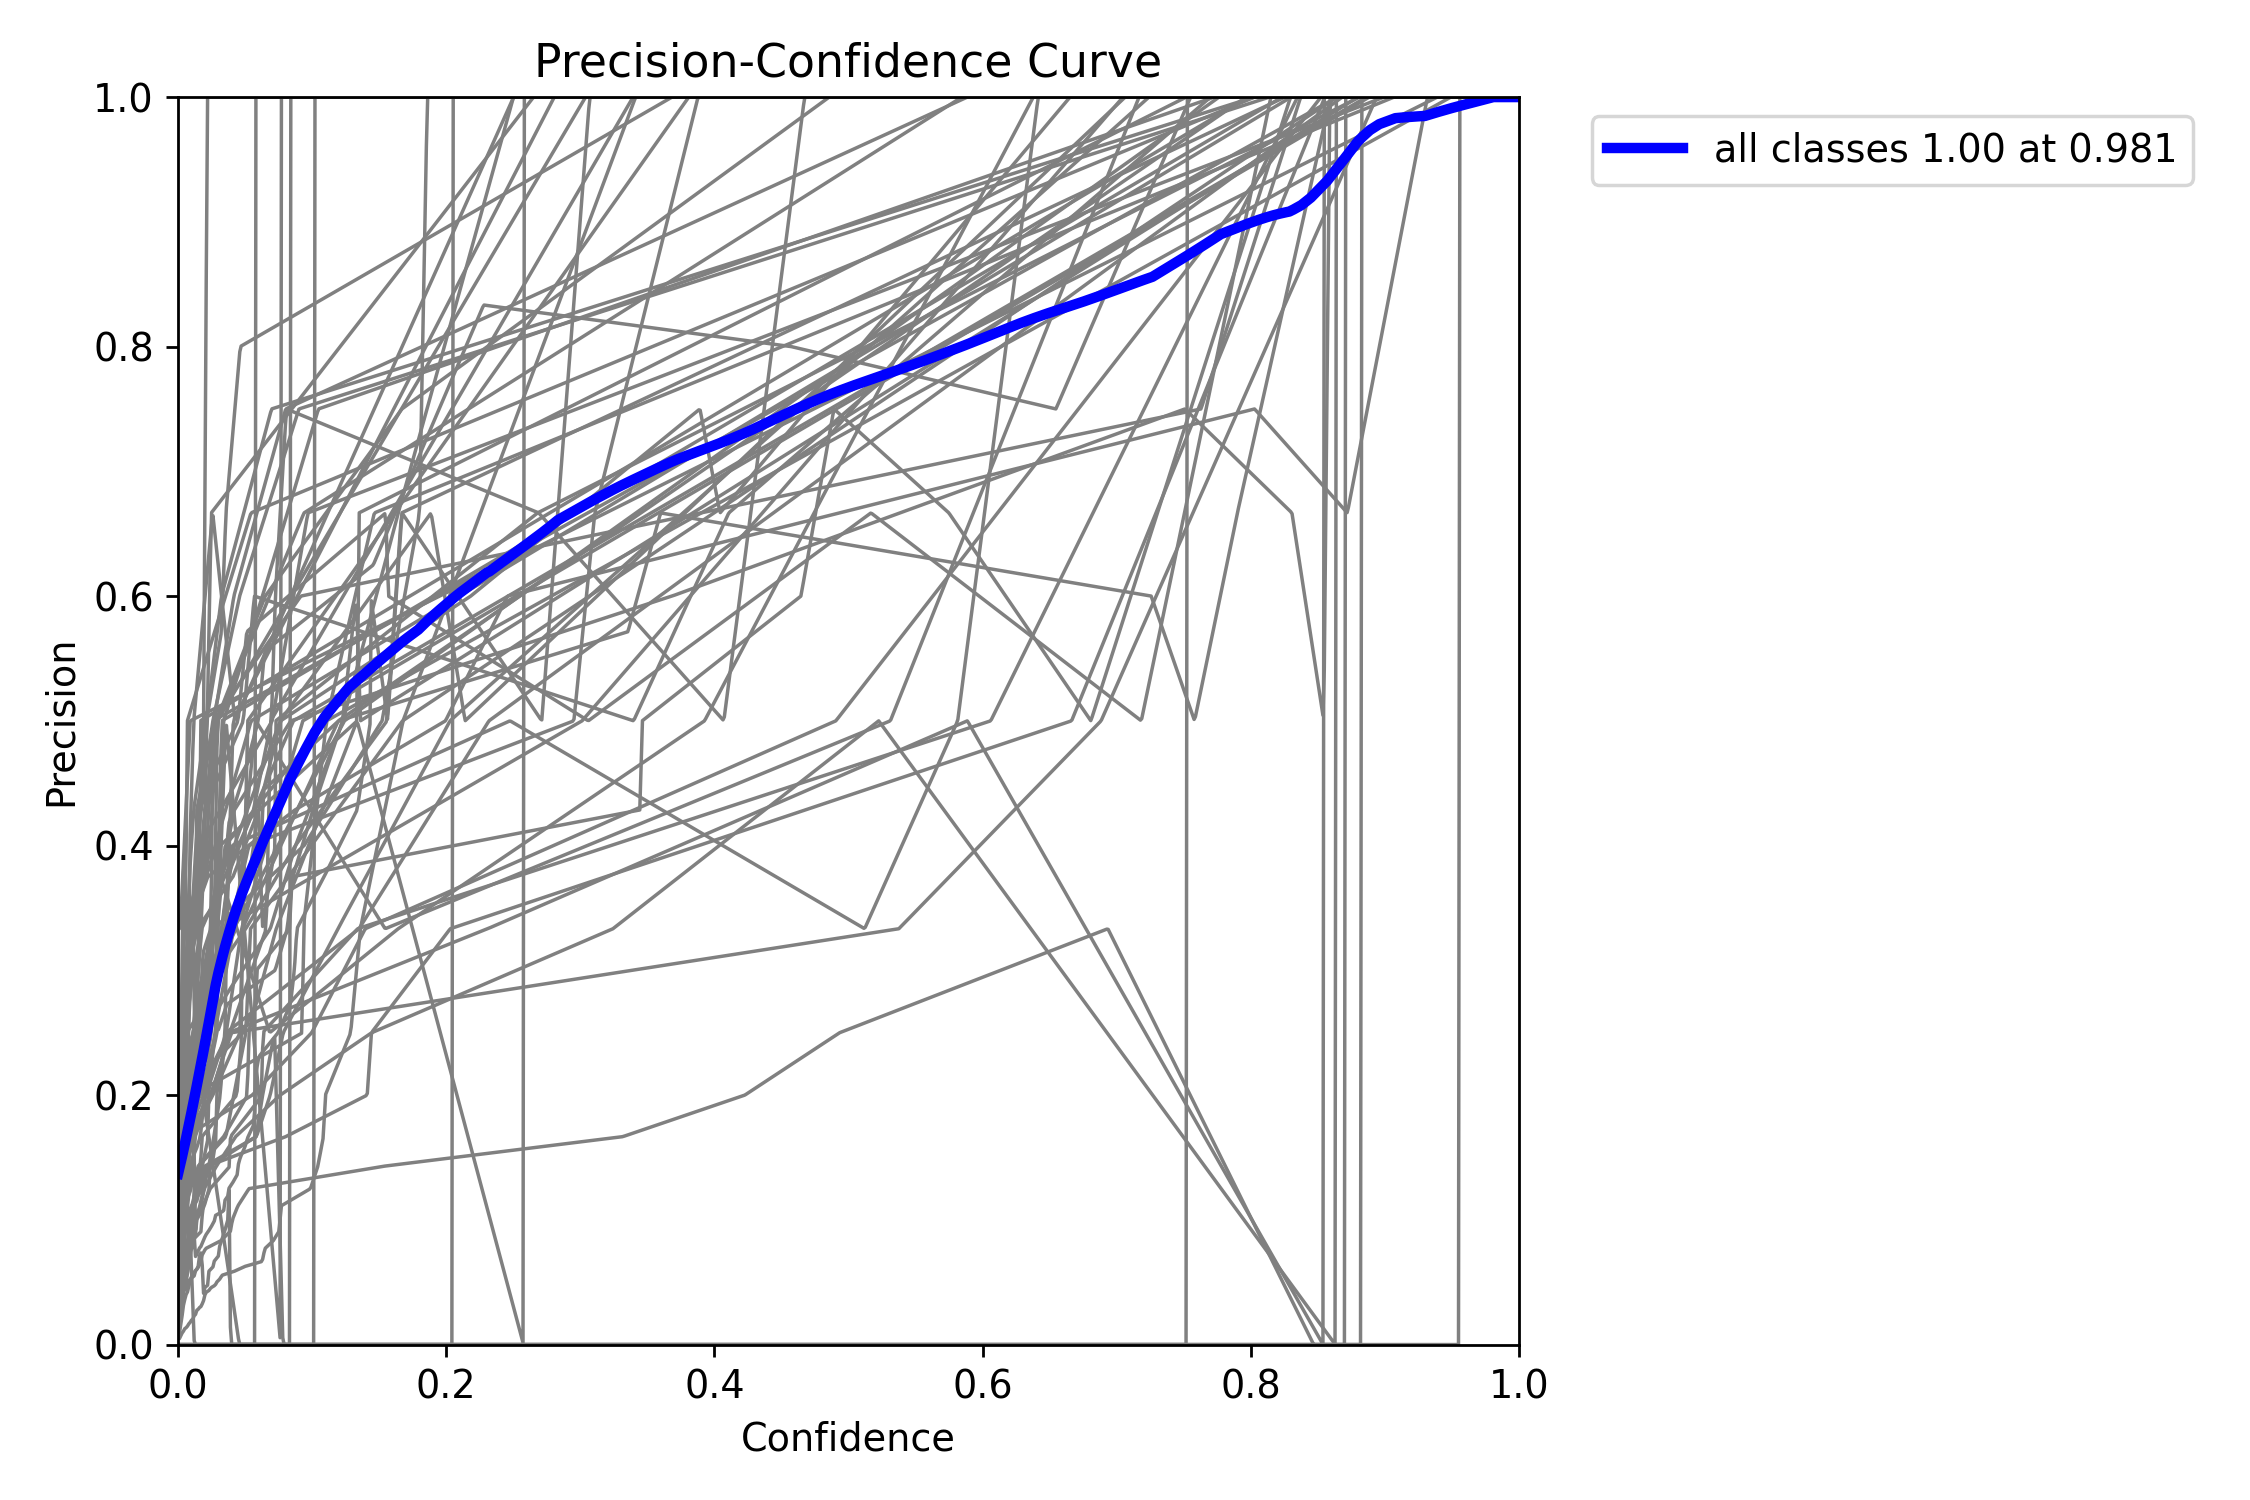 Precision-Confidence Curve
all classes 1.00 at 0.981
Precision
1.0
0.8
0.6
0.4
0.2
0.0
0.0 0.2 0.4 0.6 0.8 1.0
Confidence